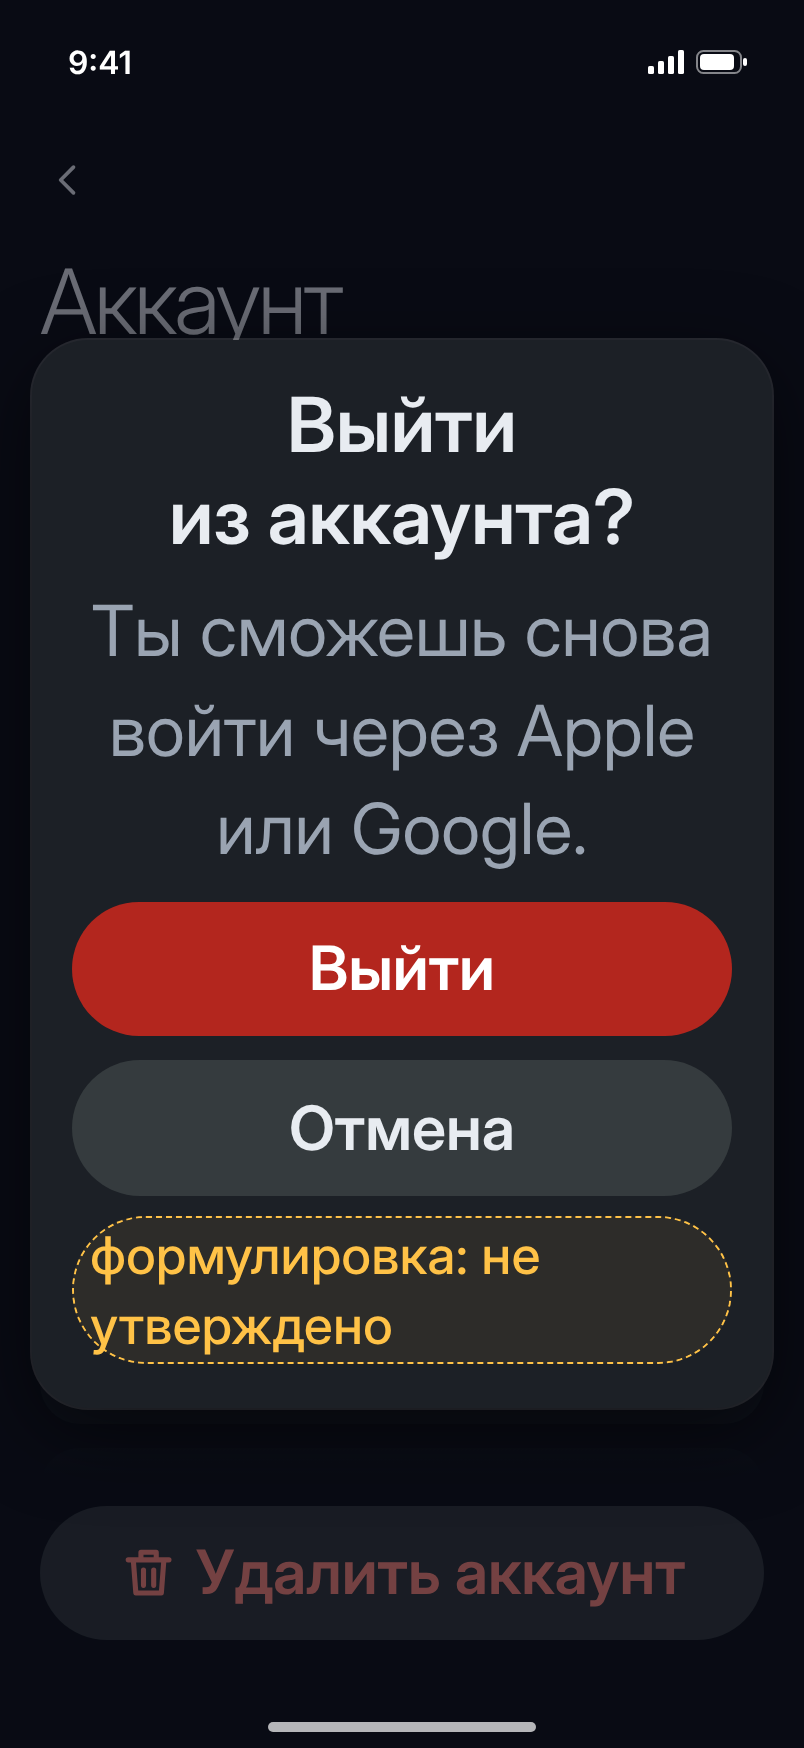 9:41
Аккаунт
Выйти
из аккаунта?
Ты сможешь снова
войти через Apple
или Google.
Выйти
Отмена
формулировка: не
утверждено
Удалить аккаунт